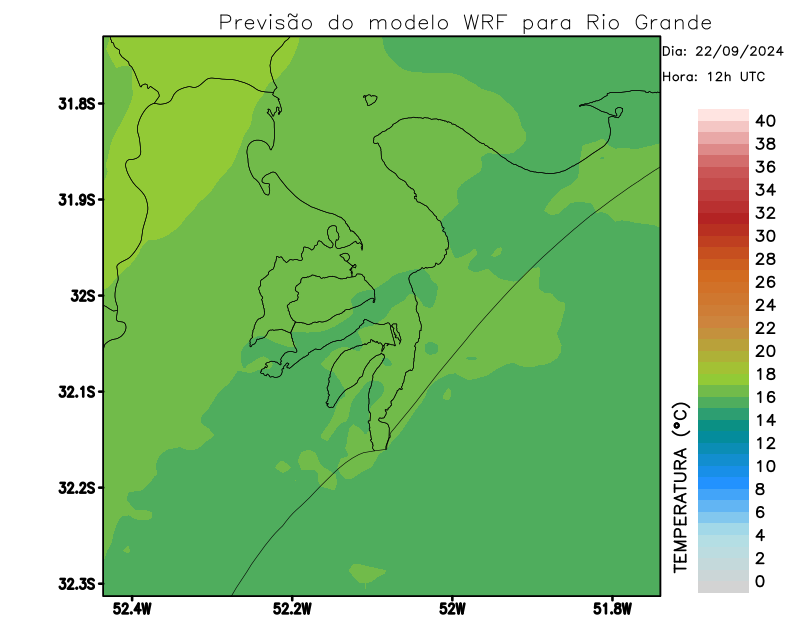 Previsão do modelo WRF para Rio Grande
Dia: 22/09/2024
Hora: 12h UTC
31.8S
31.9S
32S
32.1S
32.2S
32.3S
52.4W
52.2W
52W
51.8W
40
38
36
34
32
30
28
26
24
22
20
18
16
14
12
10
8
6
4
2
0
TEMPERATURA (°C)